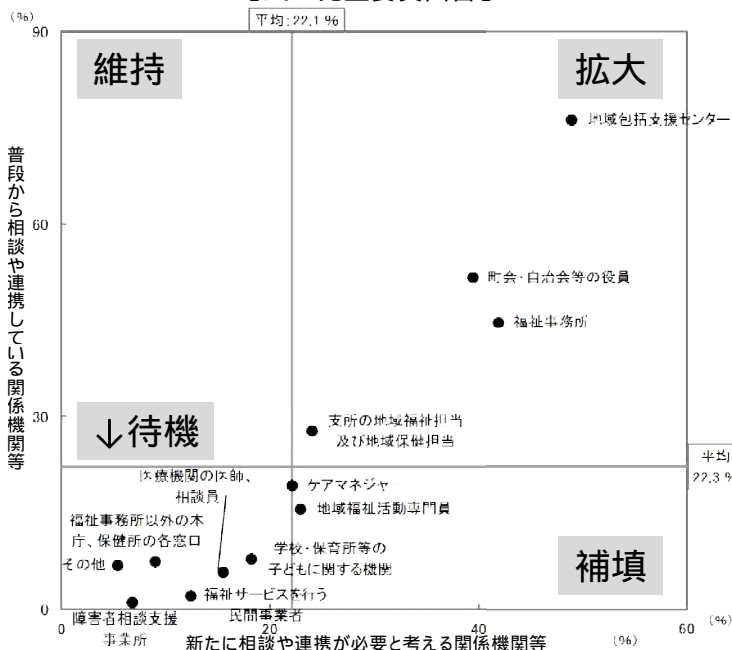 平均:22.1 %
(%)
90
維持
拡大
地域包括支援センター
普段から相談や連携している関係機関等
60
町会・自治会等の役員
福祉事務所
30
↓待機
支所の地域福祉担当
及び地域保健担当
平均
22.3 %
医療機関の医師、
相談員
ケアマネジャー
地域福祉活動専門員
福祉事務所以外の本
庁、保健所の各窓口
学校・保育所等の
子どもに関する機関
補填
その他
福祉サービスを行う
民間事業者
障害者相談支援
事業所
0
0
20
40
60
(%)
新たに相談や連携が必要と考える関係機関等
(%)